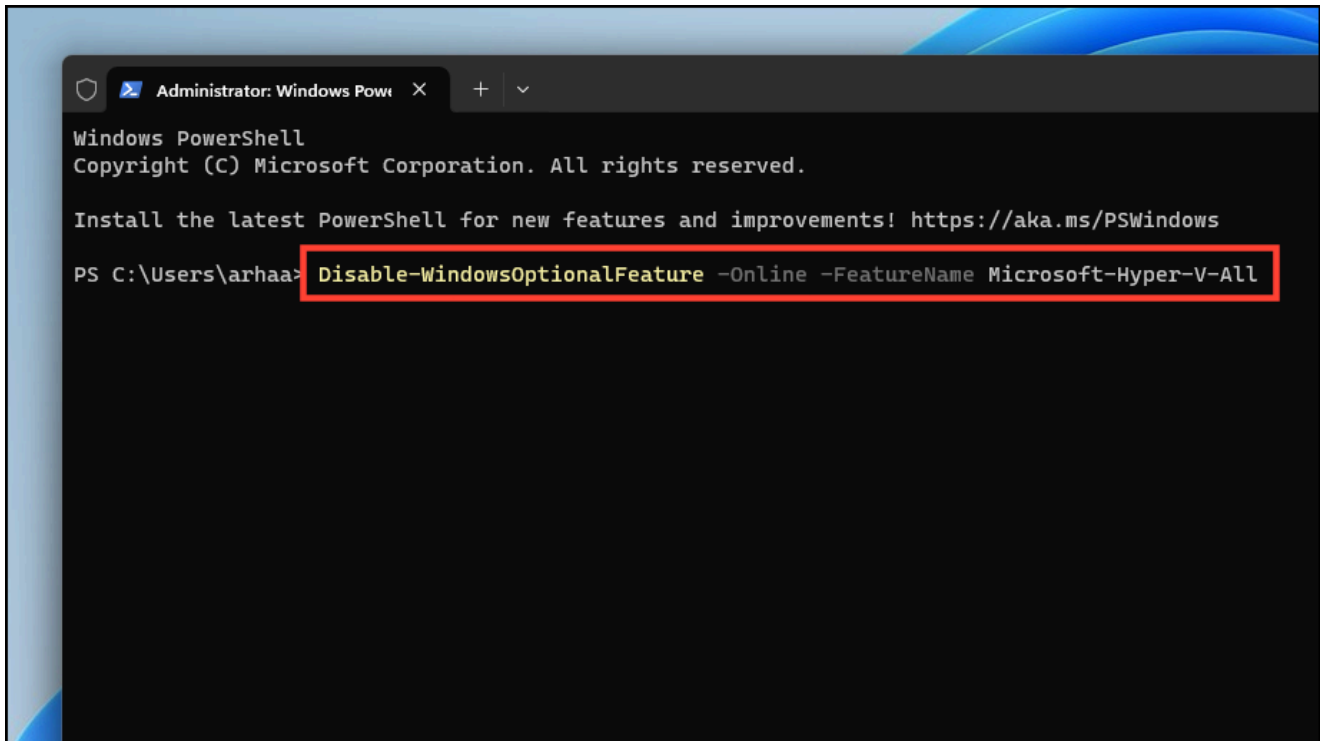 Administrator: Windows Powe
Windows PowerShell
Copyright (C) Microsoft Corporation. All rights reserved.
Install the latest PowerShell for new features and improvements! https://aka.ms/PSWindows
PS C:\Users\arhaa> Disable-WindowsOptionalFeature -Online -FeatureName Microsoft-Hyper-V-All